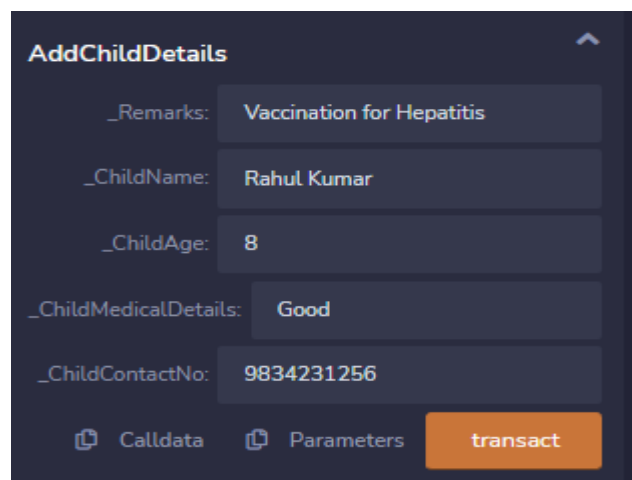 AddChildDetails
_Remarks: Vaccination for Hepatitis
_ChildName: Rahul Kumar
_ChildAge: 8
_ChildMedicalDetails: Good
_ChildContactNo: 9834231256
Calldata Parameters transact